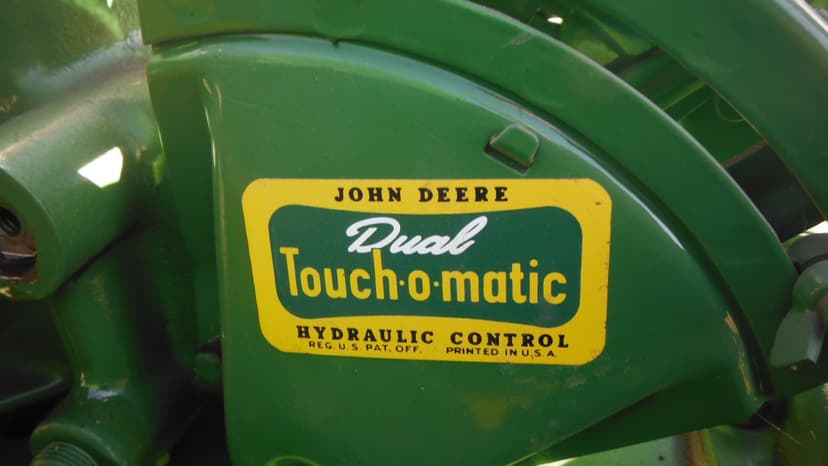 JOHN DEERE
Dual
Touch-o-matic
HYDRAULIC CONTROL
REG. U.S. PAT. OFF. PRINTED IN U.S.A.